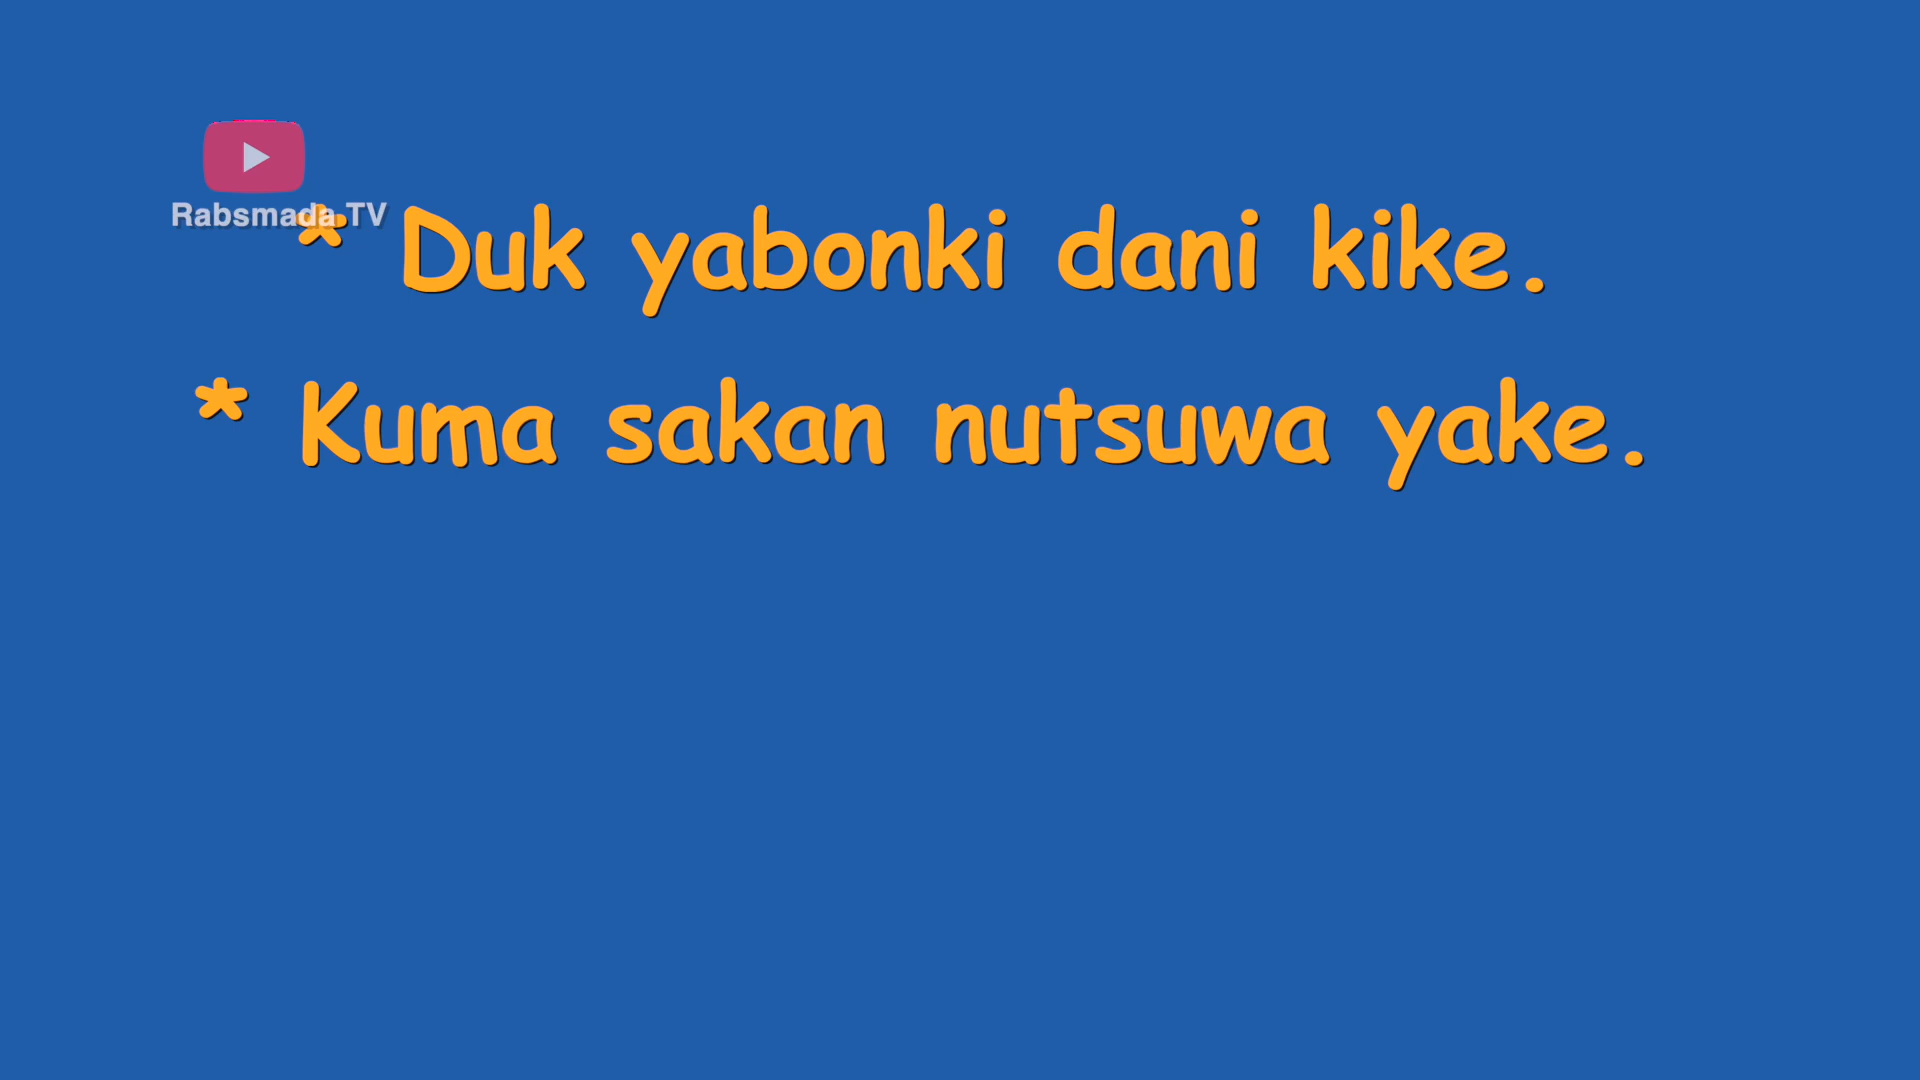 Rabsmada TV
* Duk yabonki dani kike.
* Kuma sakan nutsuwa yake.